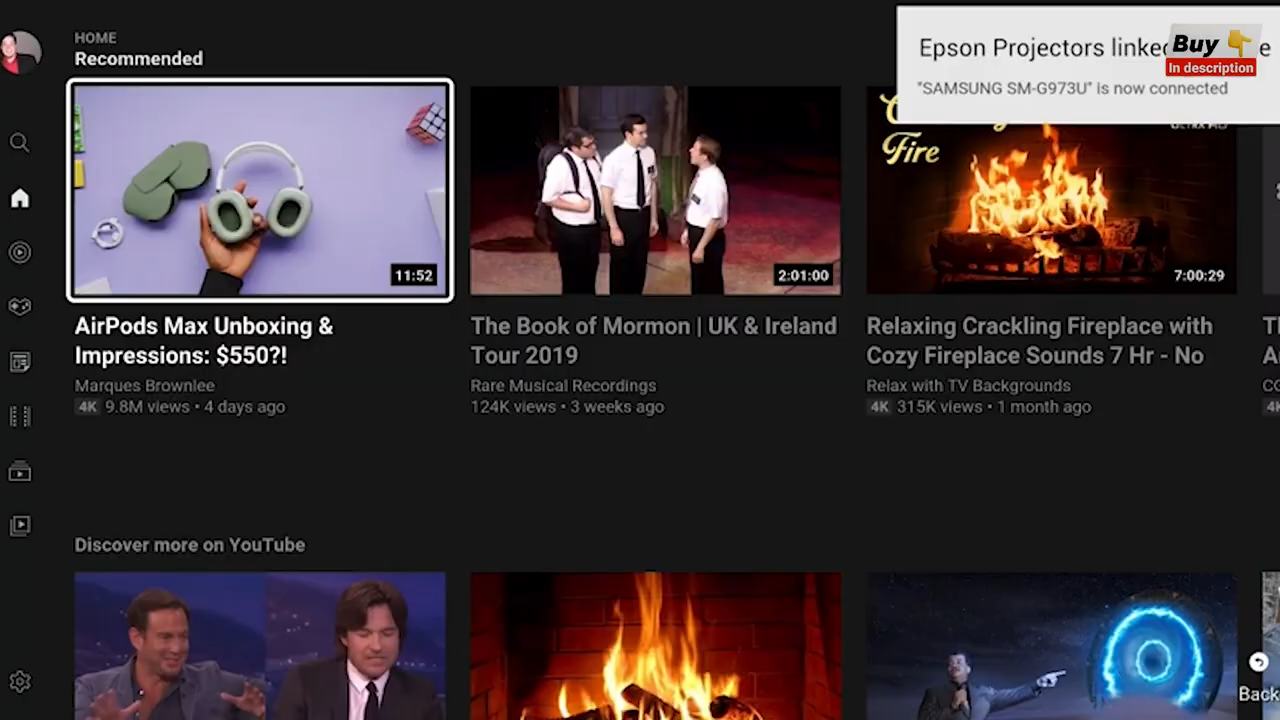 HOME
Recommended
Epson Projectors linked
e
Buy
In description
"SAMSUNG SM-G973U" is now connected
Fire
11:52
2:01:00
7:00:29
AirPods Max Unboxing &
Impressions: $550?!
Marques Brownlee
4K 9.8M views • 4 days ago
The Book of Mormon | UK & Ireland
Tour 2019
Rare Musical Recordings
124K views • 3 weeks ago
Relaxing Crackling Fireplace with
Cozy Fireplace Sounds 7 Hr - No
Relax with TV Backgrounds
4K 315K views • 1 month ago
Discover more on YouTube
Back